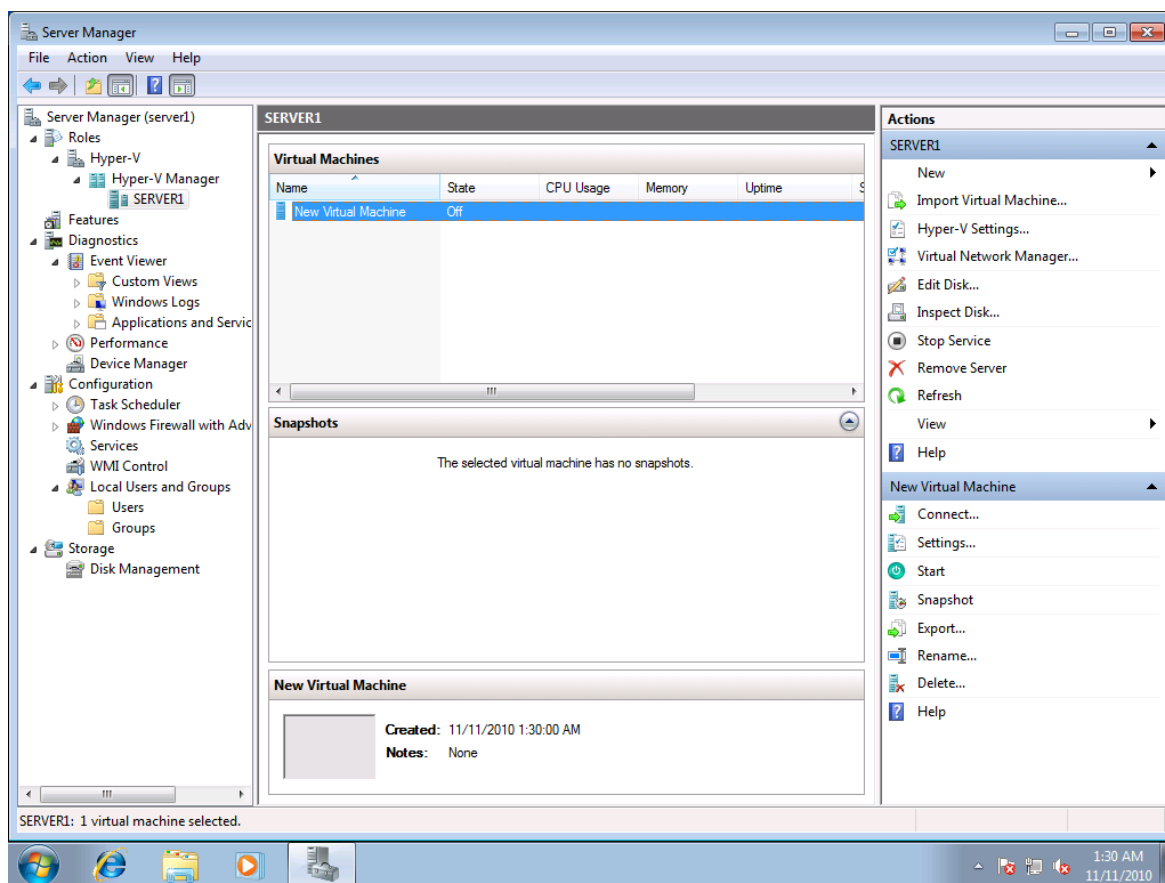 Server Manager
File Action View Help
Server Manager (server1)
Roles
Hyper-V
Hyper-V Manager
SERVER1
Features
Diagnostics
Event Viewer
Custom Views
Windows Logs
Applications and Servic
Performance
Device Manager
Configuration
Task Scheduler
Windows Firewall with Adv
Services
WMI Control
Local Users and Groups
Users
Groups
Storage
Disk Management
SERVER1
Virtual Machines
Name State CPU Usage Memory Uptime S
New Virtual Machine Off
Snapshots
The selected virtual machine has no snapshots.
New Virtual Machine
Created: 11/11/2010 1:30:00 AM
Notes: None
Actions
SERVER1
New
Import Virtual Machine...
Hyper-V Settings...
Virtual Network Manager...
Edit Disk...
Inspect Disk...
Stop Service
Remove Server
Refresh
View
Help
New Virtual Machine
Connect...
Settings...
Start
Snapshot
Export...
Rename...
Delete...
Help
SERVER1: 1 virtual machine selected.
1:30 AM
11/11/2010